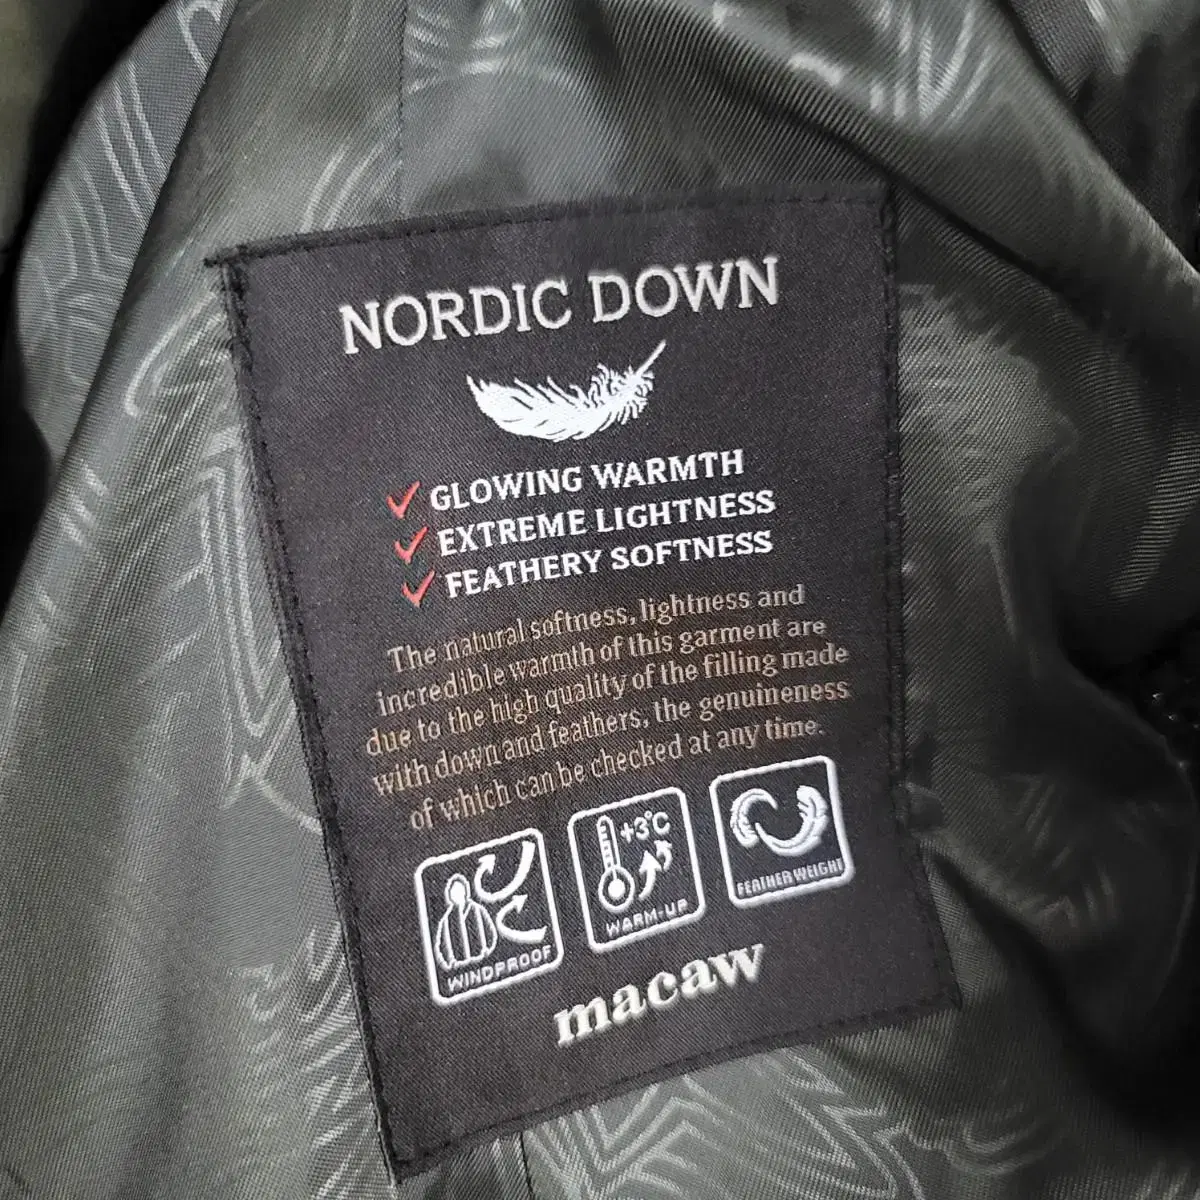 NORDIC DOWN
GLOWING WARMTH
EXTREME LIGHTNESS
FEATHERY SOFTNESS
The natural softness, lightness and
incredible warmth of this garment are
due to the high quality of the filling made
with down and feathers, the genuineness
of which can be checked at any time.
+3°C
WINDPROOF
WARM-UP
FEATHER WEIGHT
macaw